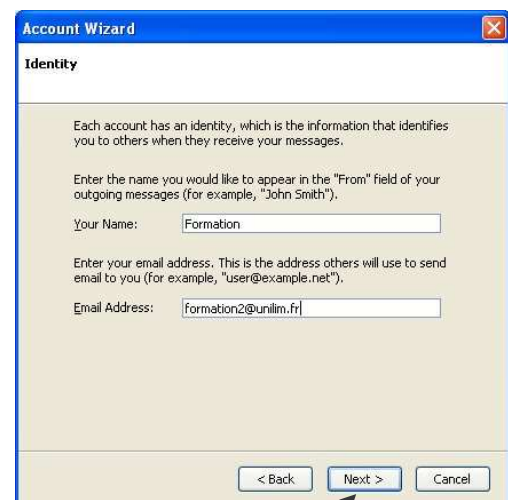 Account Wizard
Identity
Each account has an identity, which is the information that identifies
you to others when they receive your messages.
Enter the name you would like to appear in the "From" field of your
outgoing messages (for example, "John Smith").
Your Name: Formation
Enter your email address. This is the address others will use to send
email to you (for example, "user@example.net").
Email Address: formation2@unilim.fr
< Back Next > Cancel